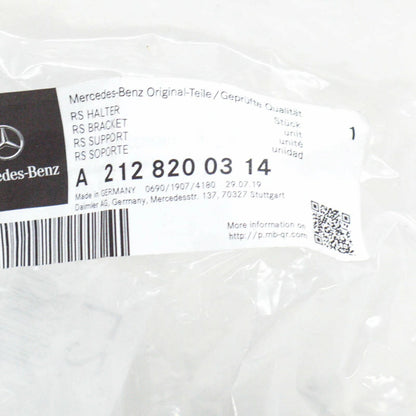 Mercedes-Benz Original-Teile/Geprüfte Qualität
RS HALTER Stück
RS BRACKET unit
RS SUPPORT unité
RS SOPORTE unidad
1
edes-Benz
A 212 820 03 14
Made in GERMANY 0690/1907/4180 29.07.19
Daimler AG, Germany, Mercedesstr. 137, 70327 Stuttgart
More information on
http://p.mb-qr.com